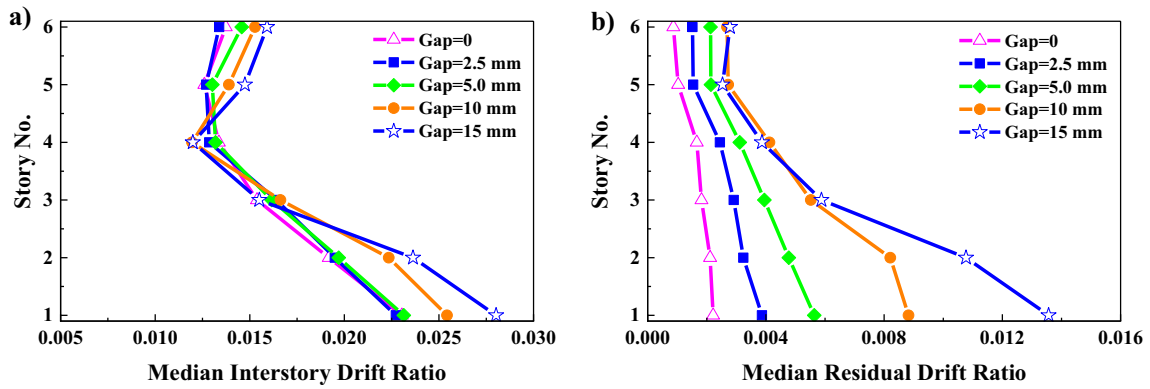 a)
6
5
4
3
2
1
Story No.
0.005
0.010
0.015
0.020
0.025
0.030
Median Interstory Drift Ratio
Gap=0
Gap=2.5 mm
Gap=5.0 mm
Gap=10 mm
Gap=15 mm
b)
6
5
4
3
2
1
Story No.
0.000
0.004
0.008
0.012
0.016
Median Residual Drift Ratio
Gap=0
Gap=2.5 mm
Gap=5.0 mm
Gap=10 mm
Gap=15 mm